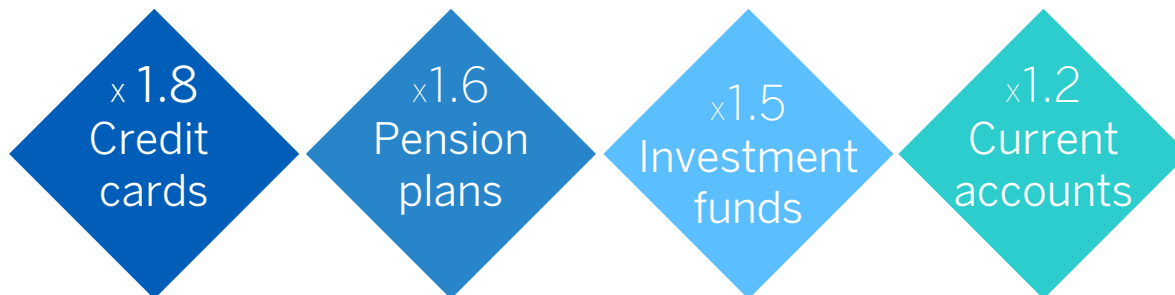 x 1.8
Credit
cards
x1.6
Pension
plans
x1.5
Investment
funds
x1.2
Current
accounts